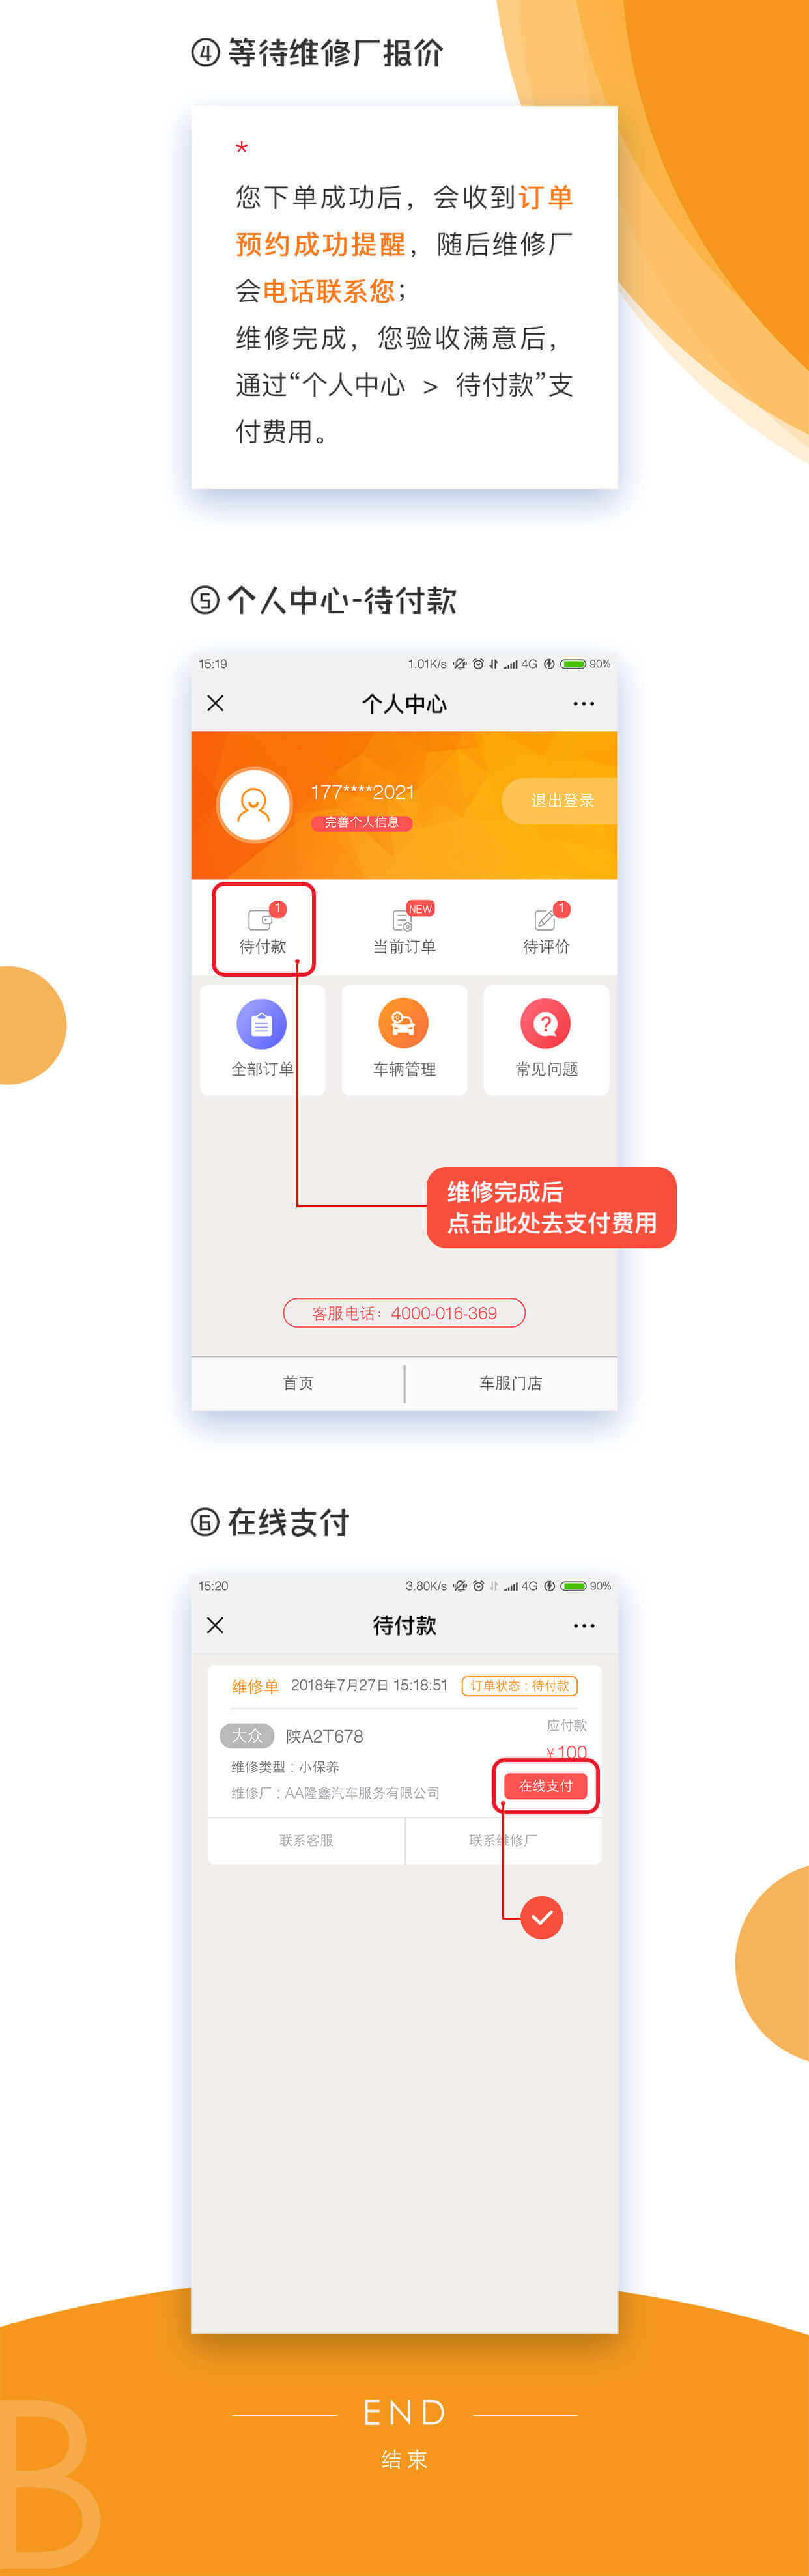 ④ 等待维修厂报价
*
您下单成功后，会收到订单
预约成功提醒，随后维修厂
会电话联系您；
维修完成，您验收满意后，
通过“个人中心 > 待付款”支
付费用。
⑤ 个人中心-待付款
15:19 1.01K/s 4G 90%
个人中心
177****2021
完善个人信息
退出登录
1 NEW 1
待付款 当前订单 待评价
全部订单 车辆管理 常见问题
维修完成后
点击此处去支付费用
客服电话：4000-016-369
首页 车服门店
⑥ 在线支付
15:20 3.80K/s 4G 90%
待付款
维修单 2018年7月27日 15:18:51 订单状态：待付款
大众 陕A2T678 应付款
¥100
维修类型：小保养
维修厂：AA隆鑫汽车服务有限公司 在线支付
联系客服 联系维修厂
END
结束
B